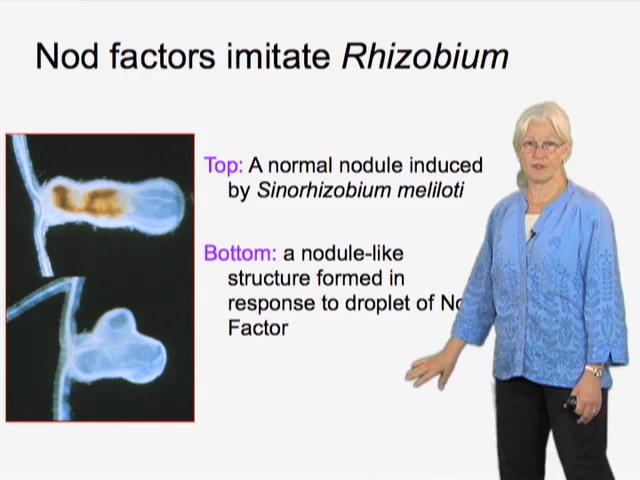 Nod factors imitate Rhizobium
Top: A normal nodule induced
by Sinorhizobium meliloti
Bottom: a nodule-like
structure formed in
response to droplet of
Factor